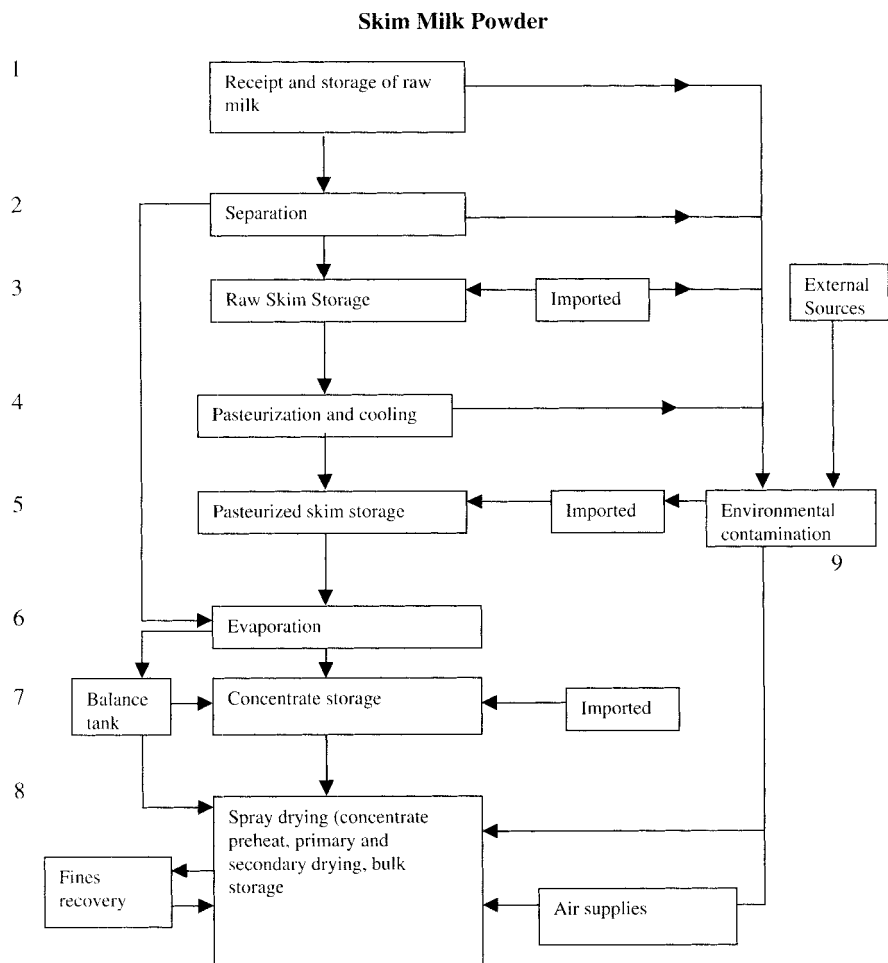 Skim Milk Powder
1
Receipt and storage of raw
milk
2
Separation
3
Raw Skim Storage
Imported
External
Sources
4
Pasteurization and cooling
5
Pasteurized skim storage
Imported
Environmental
contamination
9
6
Evaporation
7
Balance
tank
Concentrate storage
Imported
8
Spray drying (concentrate
preheat, primary and
secondary drying, bulk
storage
Fines
recovery
Air supplies